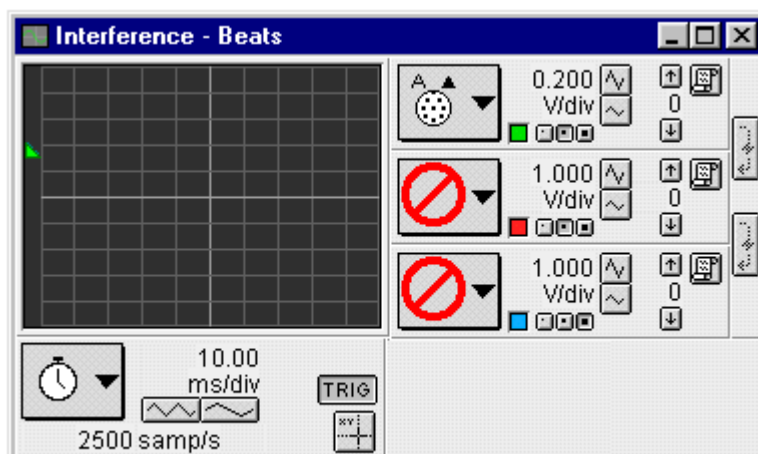 Interference - Beats
A
0.200
V/div
0
1.000
V/div
0
1.000
V/div
0
10.00
ms/div
TRIG
XY
2500 samp/s